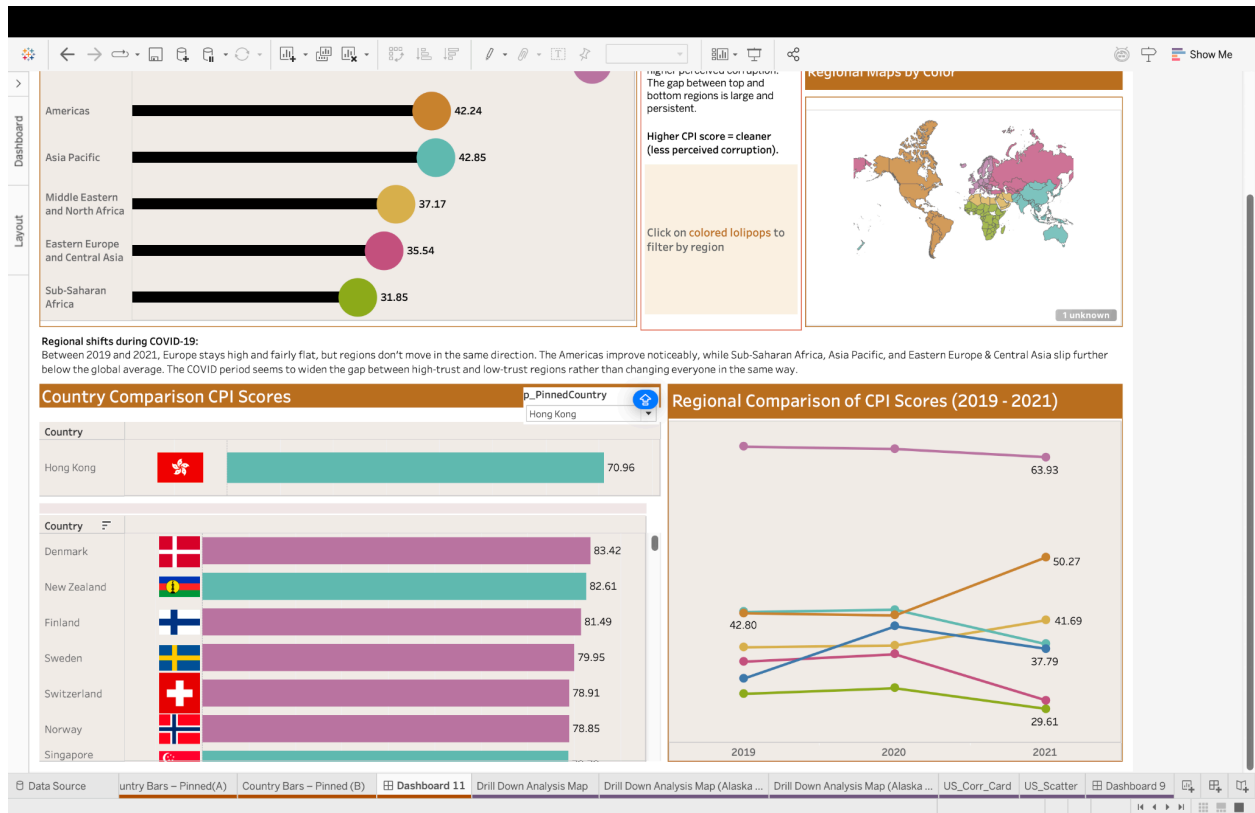 Show Me
Dashboard
Layout
higher perceived corruption.
The gap between top and
bottom regions is large and
persistent.
Higher CPI score = cleaner
(less perceived corruption).
Click on colored lolipops to
filter by region
Regional Maps by Color
1 unknown
Americas
42.24
Asia Pacific
42.85
Middle Eastern
and North Africa
37.17
Eastern Europe
and Central Asia
35.54
Sub-Saharan
Africa
31.85
Regional shifts during COVID-19:
Between 2019 and 2021, Europe stays high and fairly flat, but regions don't move in the same direction. The Americas improve noticeably, while Sub-Saharan Africa, Asia Pacific, and Eastern Europe & Central Asia slip further
below the global average. The COVID period seems to widen the gap between high-trust and low-trust regions rather than changing everyone in the same way.
Country Comparison CPI Scores
p_PinnedCountry
Hong Kong
Country
Hong Kong
70.96
Country
Denmark
83.42
New Zealand
82.61
Finland
81.49
Sweden
79.95
Switzerland
78.91
Norway
78.85
Singapore
Regional Comparison of CPI Scores (2019 - 2021)
63.93
50.27
42.80
41.69
37.79
29.61
2019
2020
2021
Data Source
untry Bars – Pinned(A)
Country Bars – Pinned (B)
Dashboard 11
Drill Down Analysis Map
Drill Down Analysis Map (Alaska ...
Drill Down Analysis Map (Alaska ...
US_Corr_Card
US_Scatter
Dashboard 9